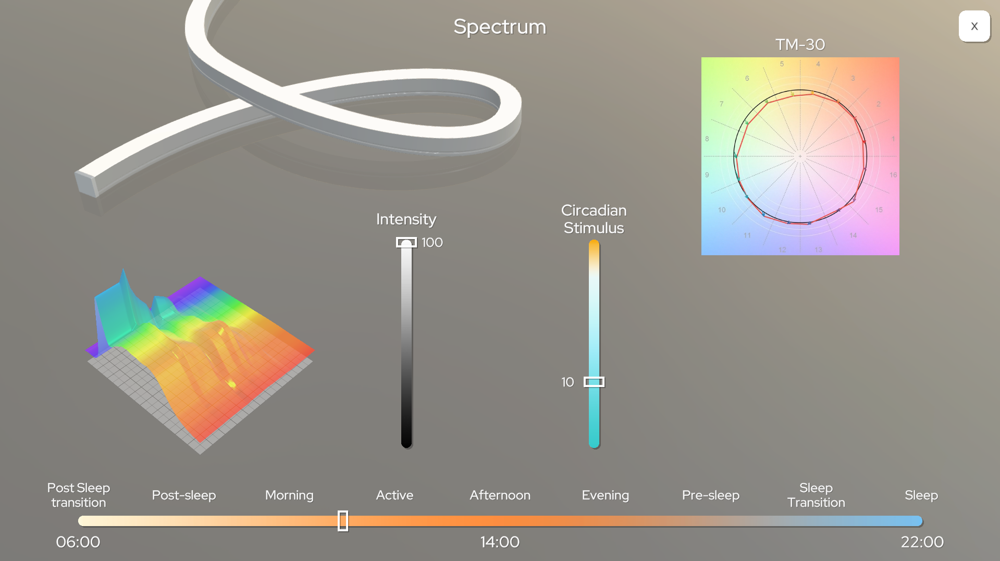 Spectrum
X
TM-30
5
4
6
3
7
2
8
1
9
16
10
15
11
14
12
13
Intensity
100
Circadian
Stimulus
10
Post Sleep
transition
Post-sleep
Morning
Active
Afternoon
Evening
Pre-sleep
Sleep
Transition
Sleep
06:00
14:00
22:00